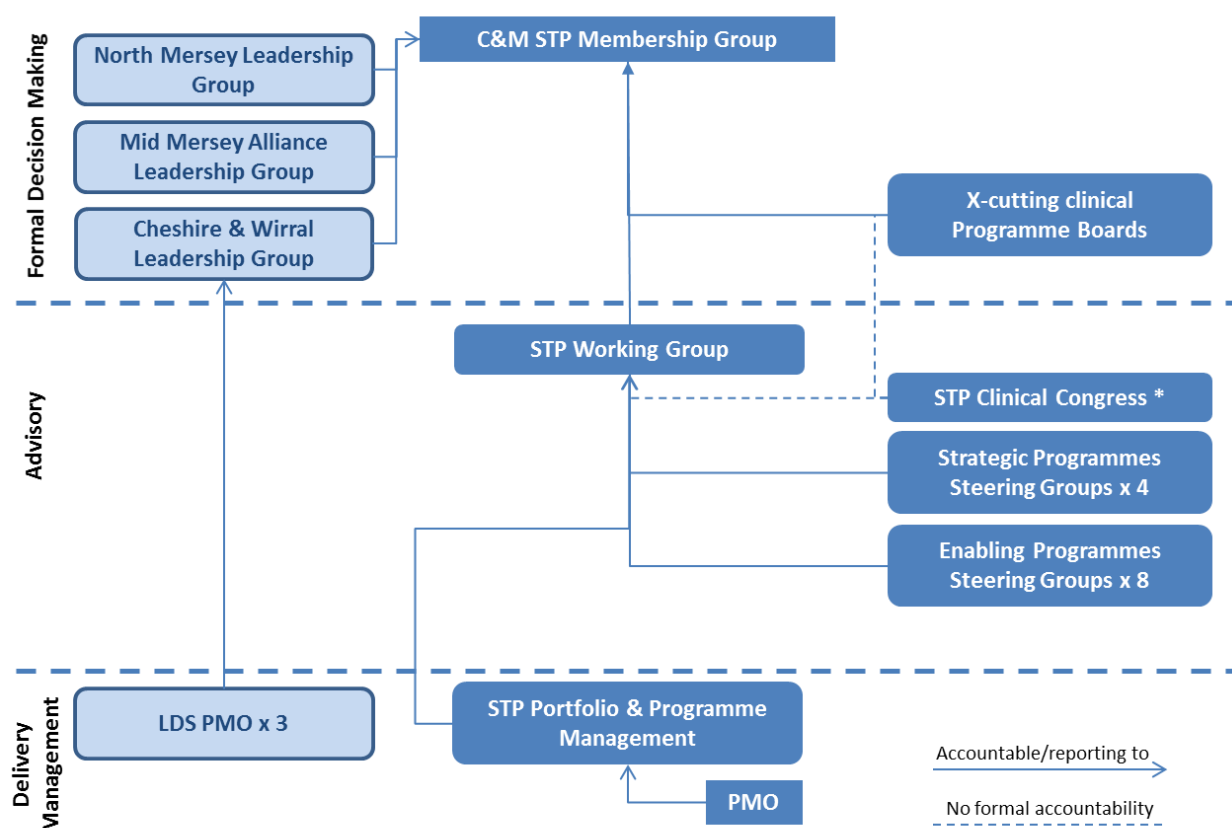 Formal Decision Making
North Mersey Leadership
Group
Mid Mersey Alliance
Leadership Group
Cheshire & Wirral
Leadership Group
C&M STP Membership Group
X-cutting clinical
Programme Boards
Advisory
STP Working Group
STP Clinical Congress *
Strategic Programmes
Steering Groups x 4
Enabling Programmes
Steering Groups x 8
Delivery
Management
LDS PMO x 3
STP Portfolio & Programme
Management
PMO
Accountable/reporting to
No formal accountability